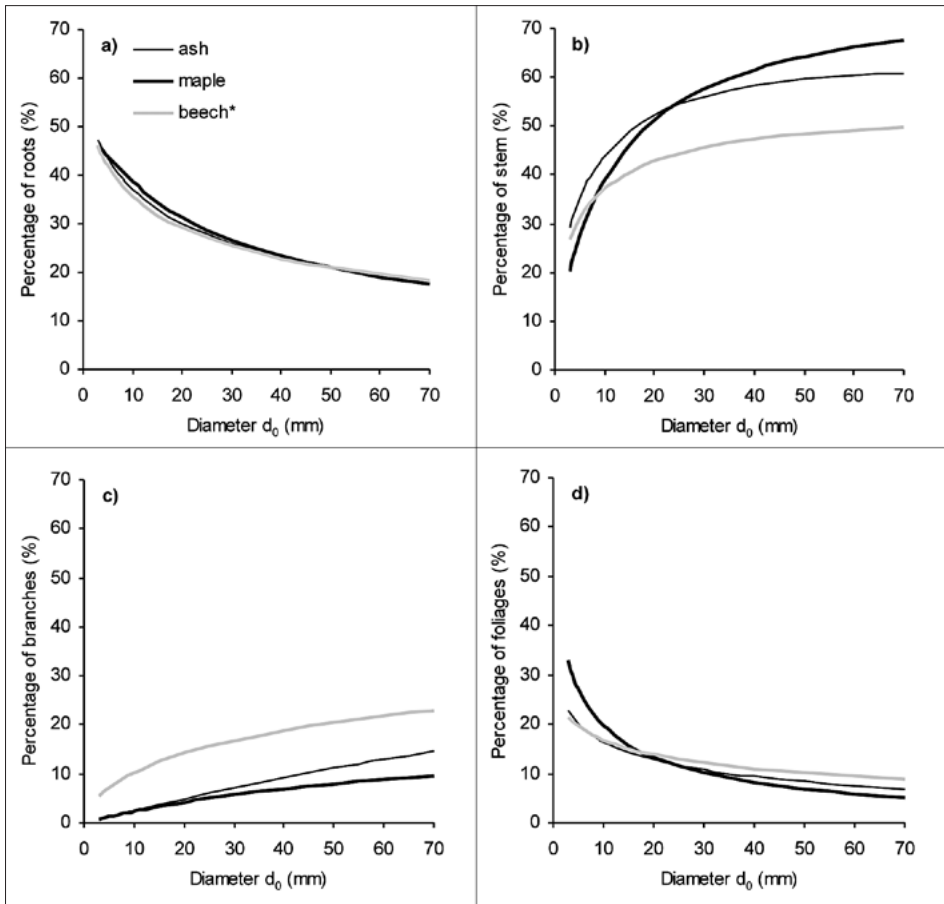 a)
ash
maple
beech*
Percentage of roots (%)
70
60
50
40
30
20
10
0
0 10 20 30 40 50 60 70
Diameter d0 (mm)
b)
Percentage of stem (%)
70
60
50
40
30
20
10
0
0 10 20 30 40 50 60 70
Diameter d0 (mm)
c)
Percentage of branches (%)
70
60
50
40
30
20
10
0
0 10 20 30 40 50 60 70
Diameter d0 (mm)
d)
Percentage of foliages (%)
70
60
50
40
30
20
10
0
0 10 20 30 40 50 60 70
Diameter d0 (mm)